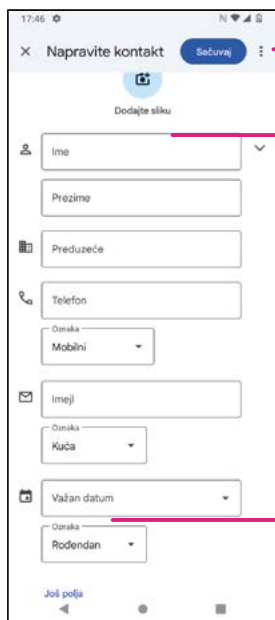 17:46
Napravite kontakt
Sačuvaj
Dodajte sliku
Ime
Prezime
Preduzeće
Telefon
Oznaka
Mobilni
Imejl
Oznaka
Kuća
Važan datum
Oznaka
Rođendan
Još polja